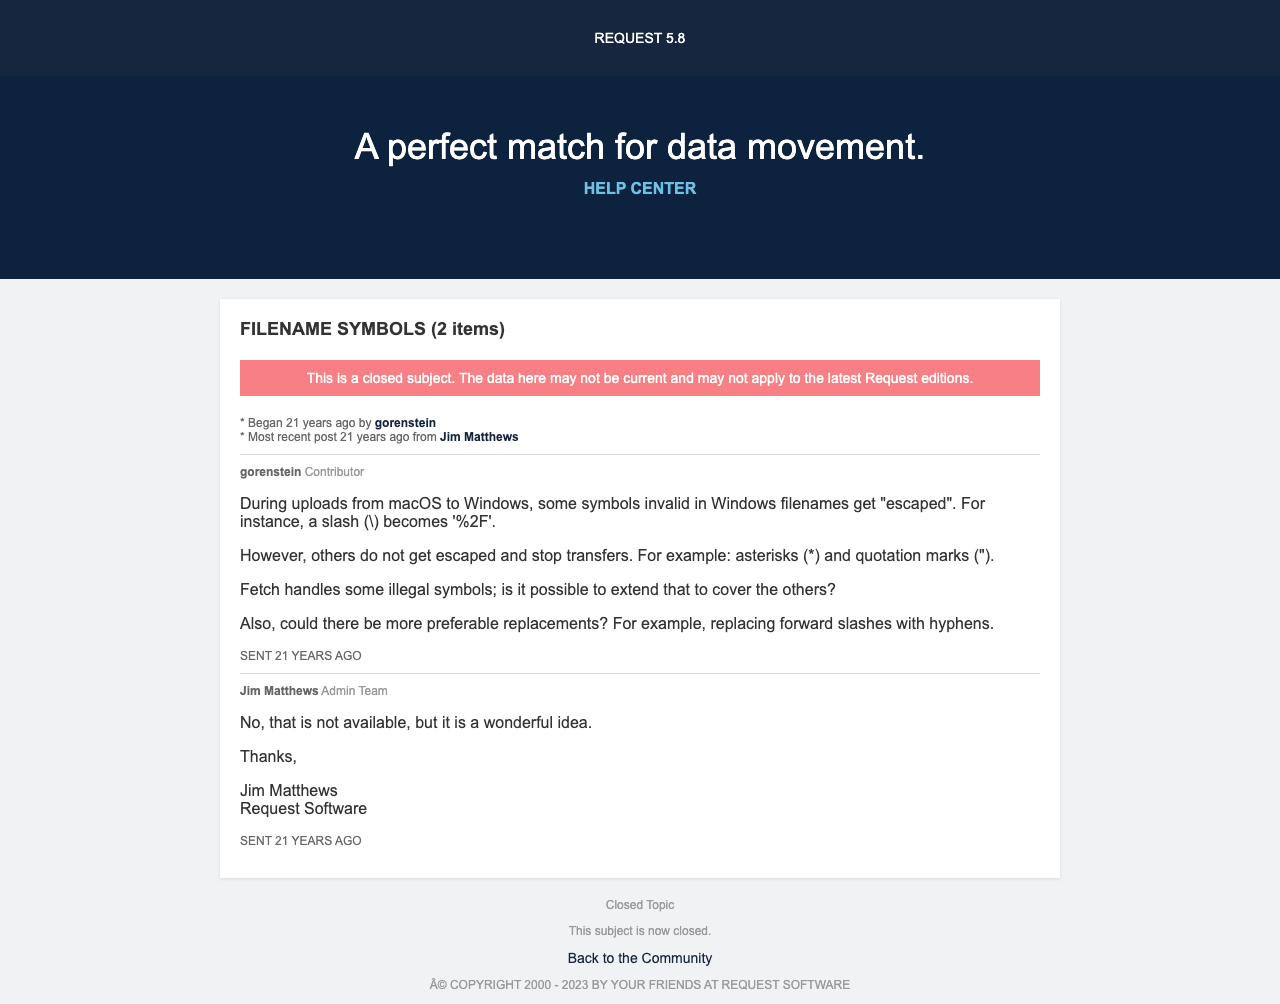 REQUEST 5.8
A perfect match for data movement.
HELP CENTER
FILENAME SYMBOLS (2 items)
This is a closed subject. The data here may not be current and may not apply to the latest Request editions.
* Began 21 years ago by gorenstein
* Most recent post 21 years ago from Jim Matthews
gorenstein Contributor
During uploads from macOS to Windows, some symbols invalid in Windows filenames get "escaped". For
instance, a slash (\) becomes '%2F'.
However, others do not get escaped and stop transfers. For example: asterisks (*) and quotation marks (").
Fetch handles some illegal symbols; is it possible to extend that to cover the others?
Also, could there be more preferable replacements? For example, replacing forward slashes with hyphens.
SENT 21 YEARS AGO
Jim Matthews Admin Team
No, that is not available, but it is a wonderful idea.
Thanks,
Jim Matthews
Request Software
SENT 21 YEARS AGO
Closed Topic
This subject is now closed.
Back to the Community
Â© COPYRIGHT 2000 - 2023 BY YOUR FRIENDS AT REQUEST SOFTWARE